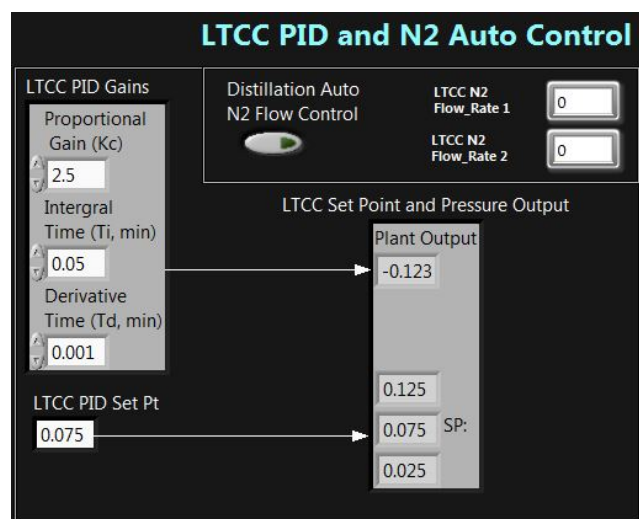 LTCC PID and N2 Auto Control
LTCC PID Gains
Proportional
Gain (Kc)
2.5
Intergral
Time (Ti, min)
0.05
Derivative
Time (Td, min)
0.001
LTCC PID Set Pt
0.075
Distillation Auto
N2 Flow Control
LTCC N2
Flow_Rate 1
0
LTCC N2
Flow_Rate 2
0
LTCC Set Point and Pressure Output
Plant Output
-0.123
0.125
0.075 SP:
0.025